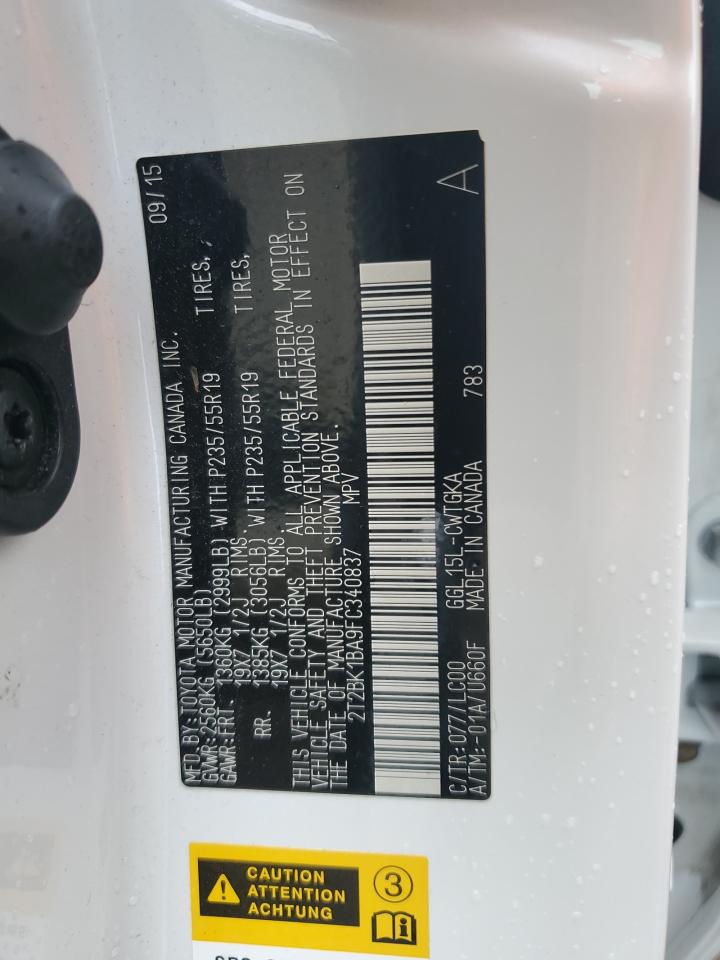 MFD.BY:TOYOTA MOTOR MANUFACTURING CANADA INC. 09/15
GVWR:2560KG (5650LB)
GAWR:FRT. 1360KG (2999LB) WITH P235/55R19 TIRES,
19X7 1/2J RIMS.
RR. 1385KG (3056LB) WITH P235/55R19 TIRES,
19X7 1/2J RIMS.
THIS VEHICLE CONFORMS TO ALL APPLICABLE FEDERAL MOTOR
VEHICLE SAFETY AND THEFT PREVENTION STANDARDS IN EFFECT ON
THE DATE OF MANUFACTURE SHOWN ABOVE.
2T2BK1BA9FC340837 MPV
A
C/TR:077/LC00 GGL15L-CWTGKA
A/TM:-01A/U660F MADE IN CANADA 783
CAUTION
ATTENTION
ACHTUNG
3